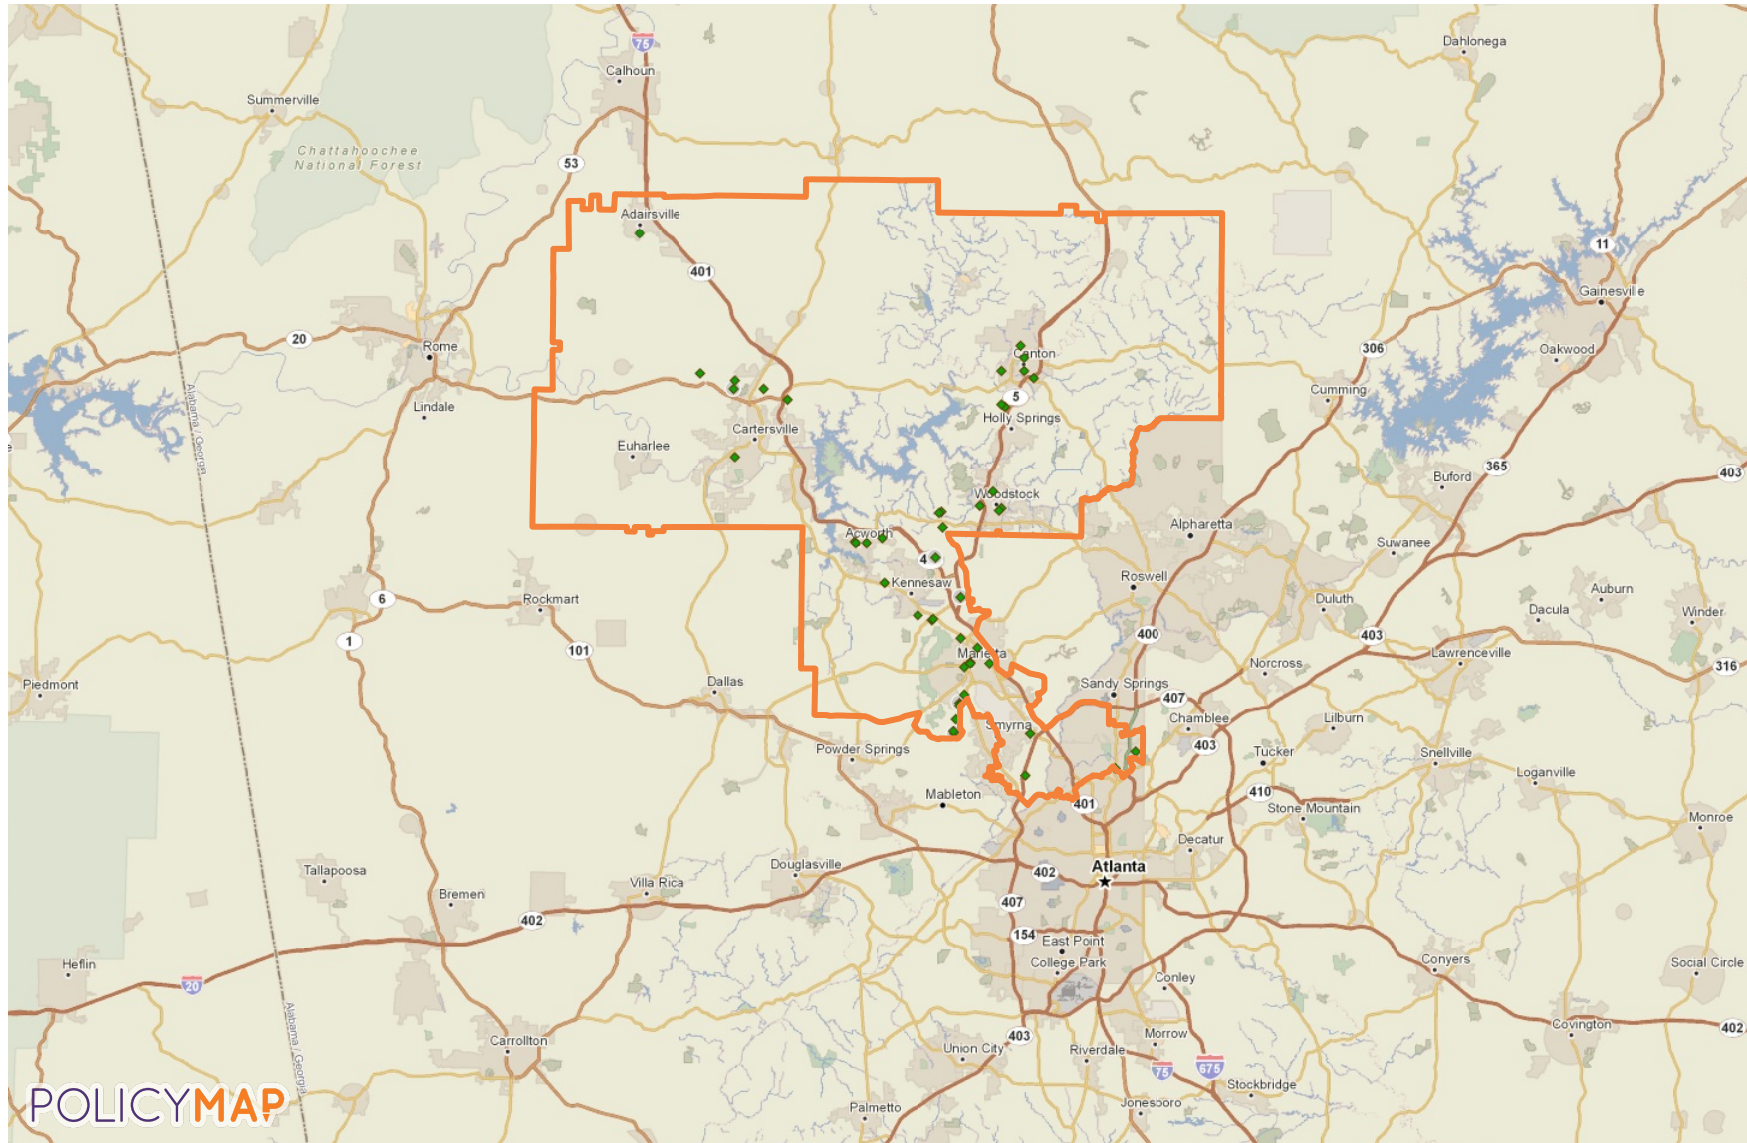 Dahlonega
75
Calhoun
Summerville
Chattahoochee
National Forest
53
Adairsville
11
401
Gainesville
20
Rome
Canton
306
Oakwood
Cumming
5
Lindale
Holly Springs
Cartersville
Euharlee
Alabama / Georgia
365
403
Buford
Woodstock
Alpharetta
Acworth
Suwanee
4
Kennesaw
Roswell
Auburn
6
Rockmart
Duluth
Dacula
Winder
1
400
403
101
Marietta
Lawrenceville
Norcross
316
Piedmont
Dallas
Sandy Springs
407
Chamblee
Lilburn
Smyrna
403
Powder Springs
Tucker
Snellville
Loganville
Mableton
410
401
Stone Mountain
Monroe
Decatur
Tallapoosa
Douglasville
Atlanta
402
Villa Rica
Bremen
407
402
154
East Point
College Park
Heflin
Conyers
Social Circle
Conley
20
Alabama / Georgia
Carrollton
403
Morrow
Covington
402
Union City
Riverdale
75
675
Stockbridge
POLICYMAP
Palmetto
Jonesboro